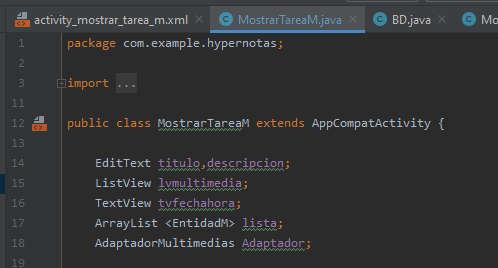 activity_mostrar_tarea_m.xml × MostrarTareaM.java × BD.java × Mo
1 package com.example.hypernotas;
2
3 import ...
11
12 public class MostrarTareaM extends AppCompatActivity {
13
14 EditText titulo,descripcion;
15 ListView lvmultimedia;
16 TextView tvfechahora;
17 ArrayList <EntidadM> lista;
18 AdaptadorMultimedias Adaptador;
19